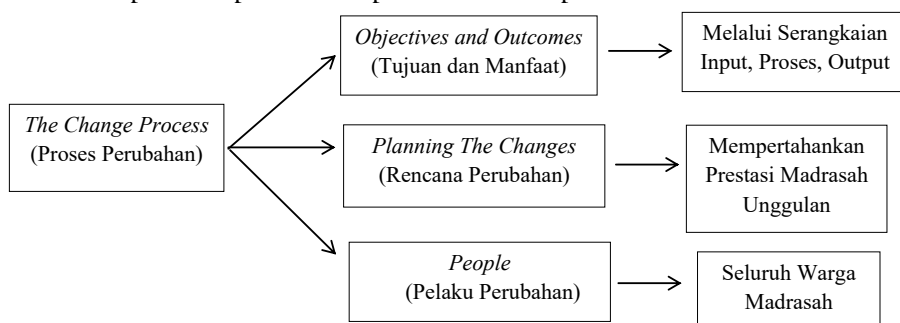 Objectives and Outcomes
(Tujuan dan Manfaat)
Melalui Serangkaian
Input, Proses, Output
The Change Process
(Proses Perubahan)
Planning The Changes
(Rencana Perubahan)
Mempertahankan
Prestasi Madrasah
Unggulan
People
(Pelaku Perubahan)
Seluruh Warga
Madrasah